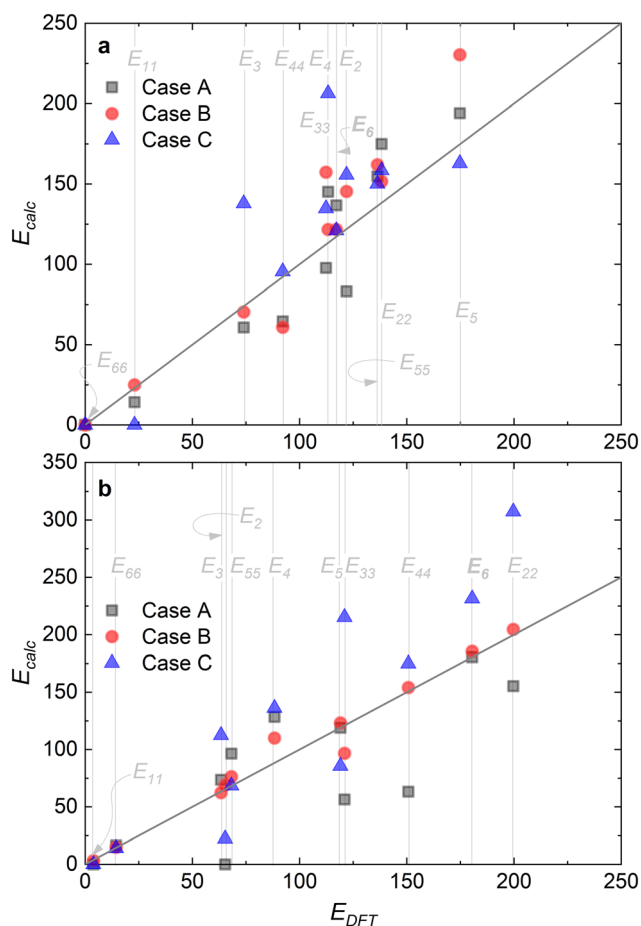 250
a
E11 E3 E44 E4 E2
200
Case A
Case B
E33 E6
Case C
150
Ecalc
100
E22 E5
50
E66
E55
0
0 50 100 150 200 250
350
b
300
E2
250
E66 E3 E55 E4 E5 E33 E44 E6 E22
Case A
200
Case B
Case C
Ecalc
150
100
E11
50
0
0 50 100 150 200 250
EDFT